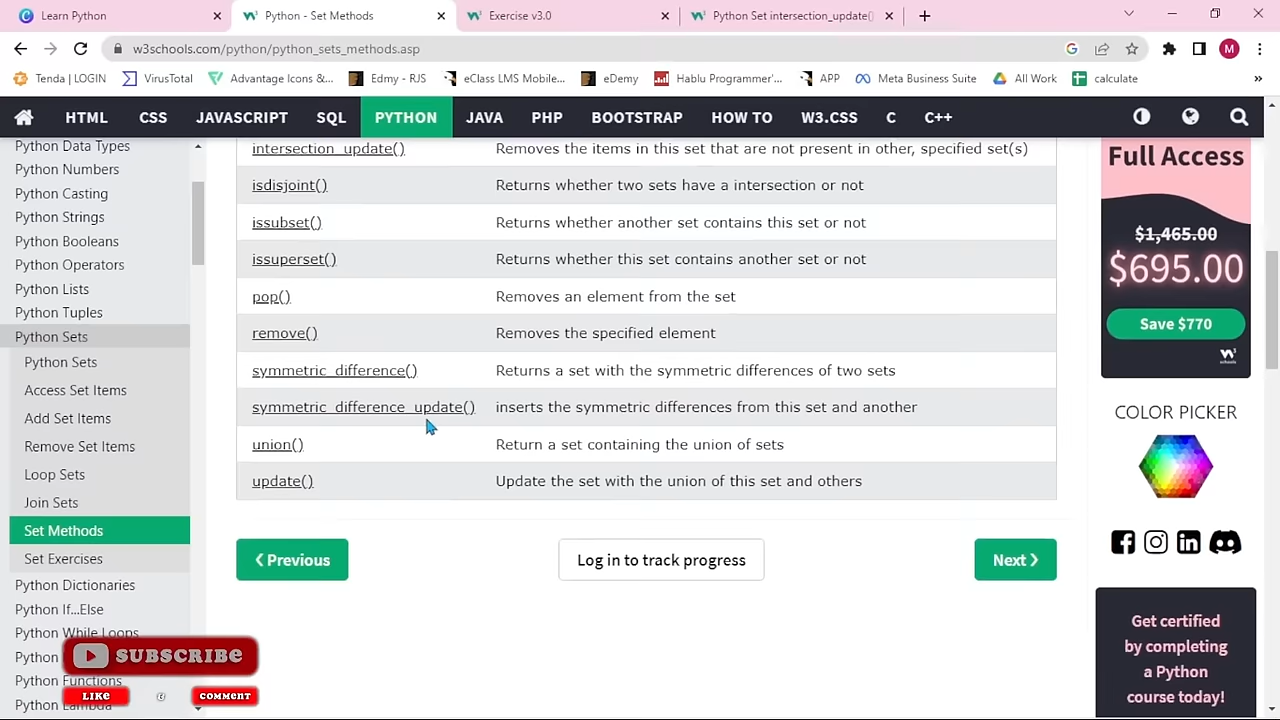 Learn Python
Python - Set Methods
Exercise v3.0
Python Set intersection_update()
w3schools.com/python/python_sets_methods.asp
M
Tenda | LOGIN
VirusTotal
Advantage Icons &...
Edmy - RJS
eClass LMS Mobile...
eDemy
Hablu Programmer'...
APP
Meta Business Suite
All Work
calculate
»
HTML
CSS
JAVASCRIPT
SQL
PYTHON
JAVA
PHP
BOOTSTRAP
HOW TO
W3.CSS
C
C++
Python Data Types
Python Numbers
Python Casting
Python Strings
Python Booleans
Python Operators
Python Lists
Python Tuples
Python Sets
Python Sets
Access Set Items
Add Set Items
Remove Set Items
Loop Sets
Join Sets
Set Methods
Set Exercises
Python Dictionaries
Python If...Else
Python While Loops
Python
Python Functions
Python Lambda
intersection_update() Removes the items in this set that are not present in other, specified set(s)
isdisjoint() Returns whether two sets have a intersection or not
issubset() Returns whether another set contains this set or not
issuperset() Returns whether this set contains another set or not
pop() Removes an element from the set
remove() Removes the specified element
symmetric_difference() Returns a set with the symmetric differences of two sets
symmetric_difference_update() inserts the symmetric differences from this set and another
union() Return a set containing the union of sets
update() Update the set with the union of this set and others
❮ Previous
Log in to track progress
Next ❯
Full Access
$1,465.00
$695.00
Save $770
COLOR PICKER
Get certified
by completing
a Python
course today!
SUBSCRIBE
LIKE
&
COMMENT